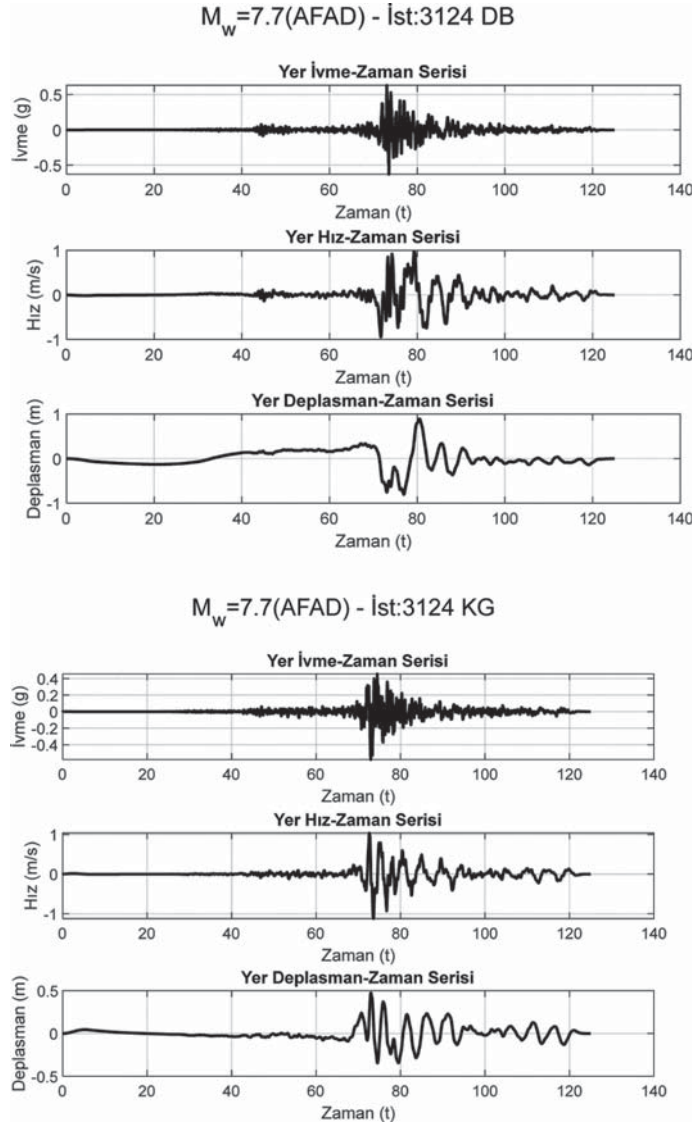 M_w=7.7(AFAD) - İst:3124 DB
Yer İvme-Zaman Serisi
İvme (g)
0.5
0
-0.5
0 20 40 60 80 100 120 140
Zaman (t)
Yer Hız-Zaman Serisi
Hız (m/s)
1
0
-1
0 20 40 60 80 100 120 140
Zaman (t)
Yer Deplasman-Zaman Serisi
Deplasman (m)
1
0
-1
0 20 40 60 80 100 120 140
Zaman (t)
M_w=7.7(AFAD) - İst:3124 KG
Yer İvme-Zaman Serisi
İvme (g)
0.4
0.2
0
-0.2
-0.4
0 20 40 60 80 100 120 140
Zaman (t)
Yer Hız-Zaman Serisi
Hız (m/s)
1
0
-1
0 20 40 60 80 100 120 140
Zaman (t)
Yer Deplasman-Zaman Serisi
Deplasman (m)
0.5
0
-0.5
0 20 40 60 80 100 120 140
Zaman (t)